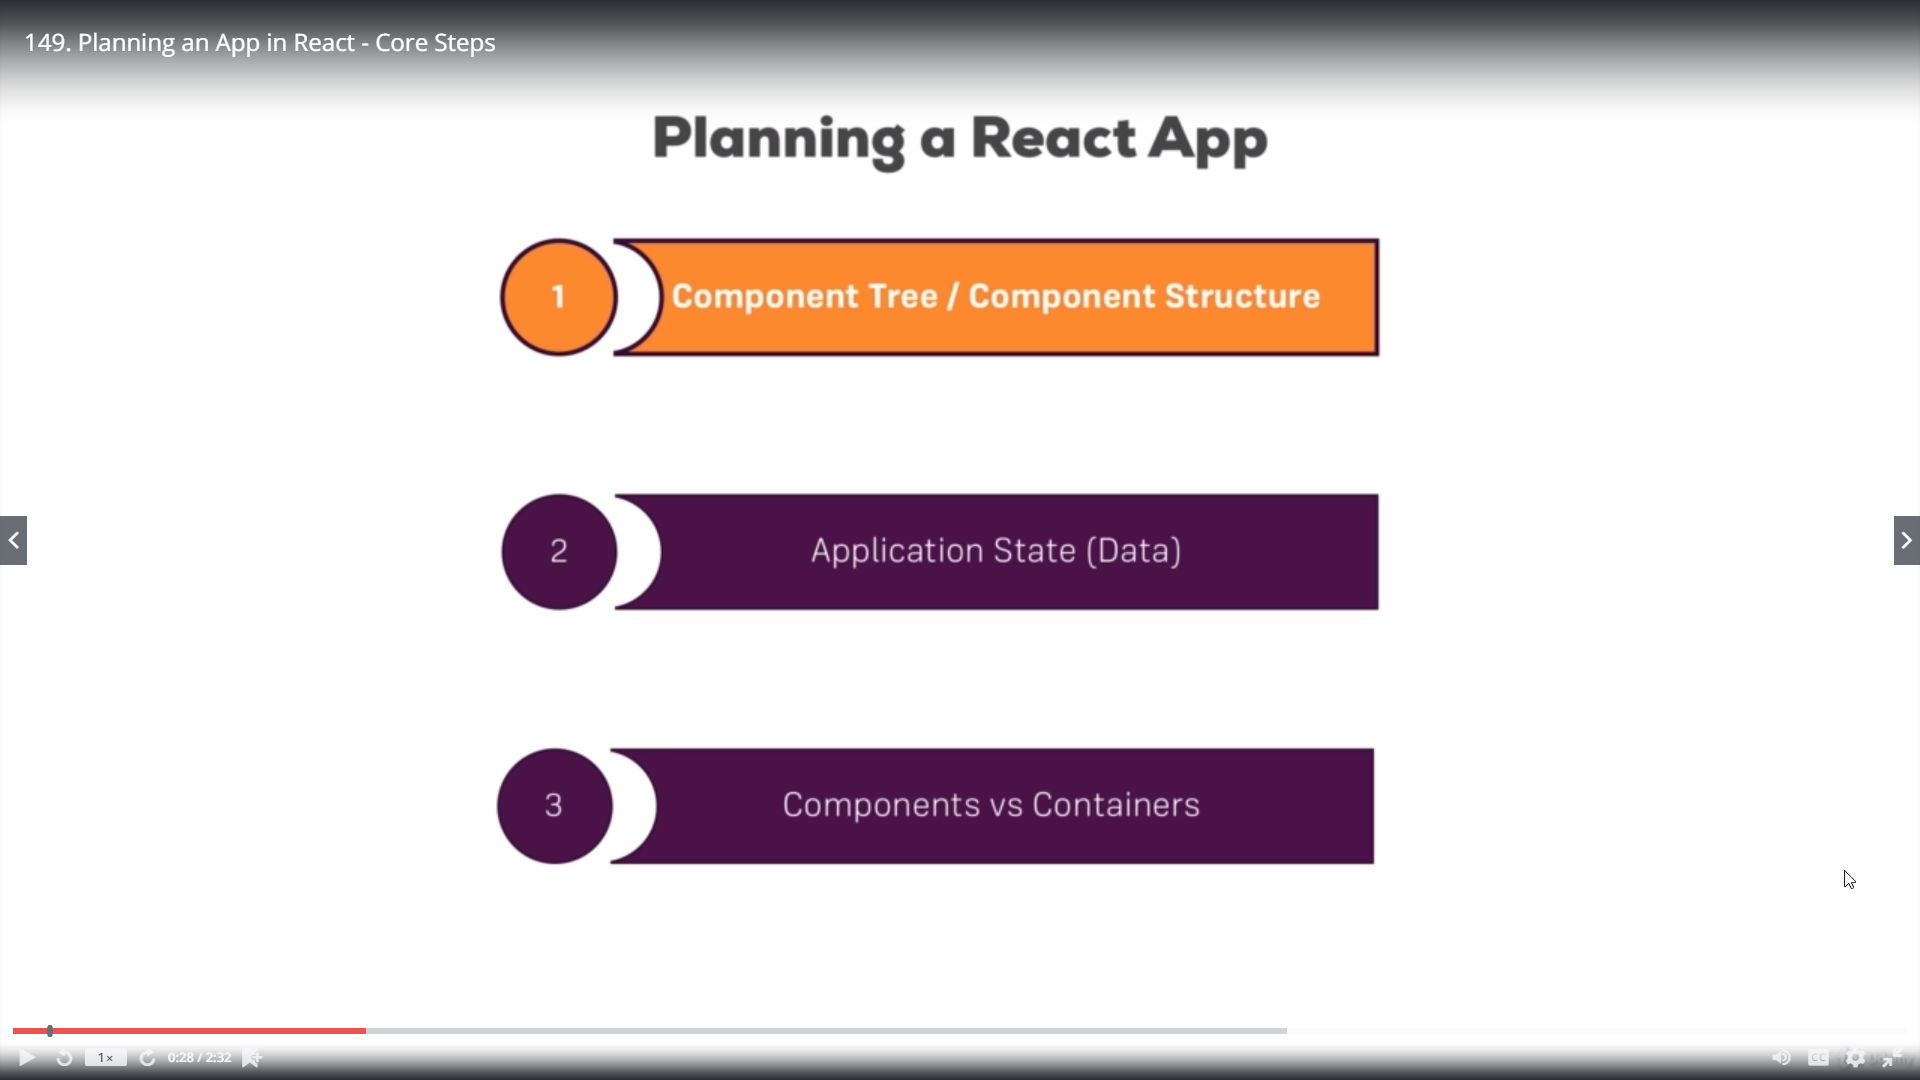 149. Planning an App in React - Core Steps
Planning a React App
1
Component Tree / Component Structure
2
Application State (Data)
3
Components vs Containers
1×
0:28 / 2:32
CC